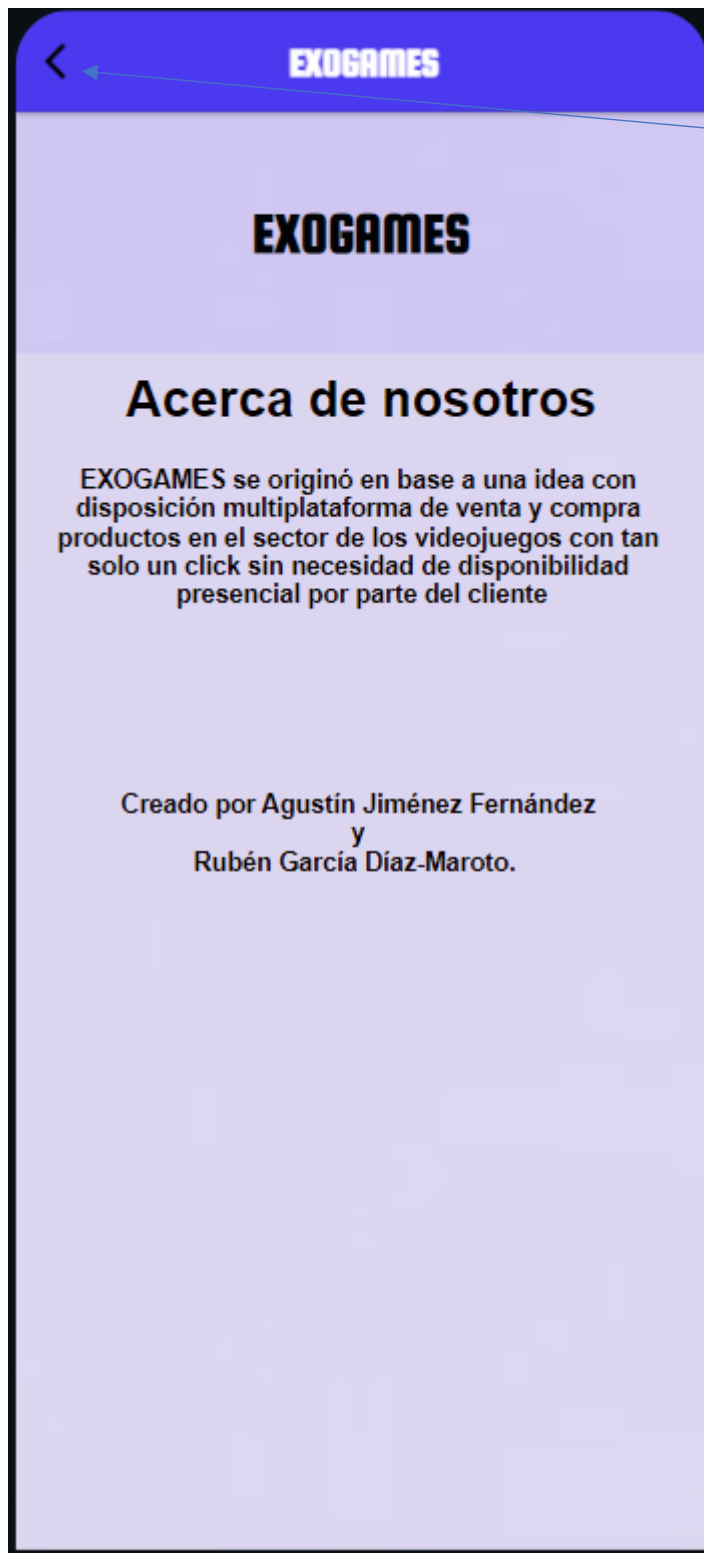 EXOGAMES
EXOGAMES
Acerca de nosotros
EXOGAMES se originó en base a una idea con
disposición multiplataforma de venta y compra
productos en el sector de los videojuegos con tan
solo un click sin necesidad de disponibilidad
presencial por parte del cliente
Creado por Agustín Jiménez Fernández
y
Rubén García Díaz-Maroto.